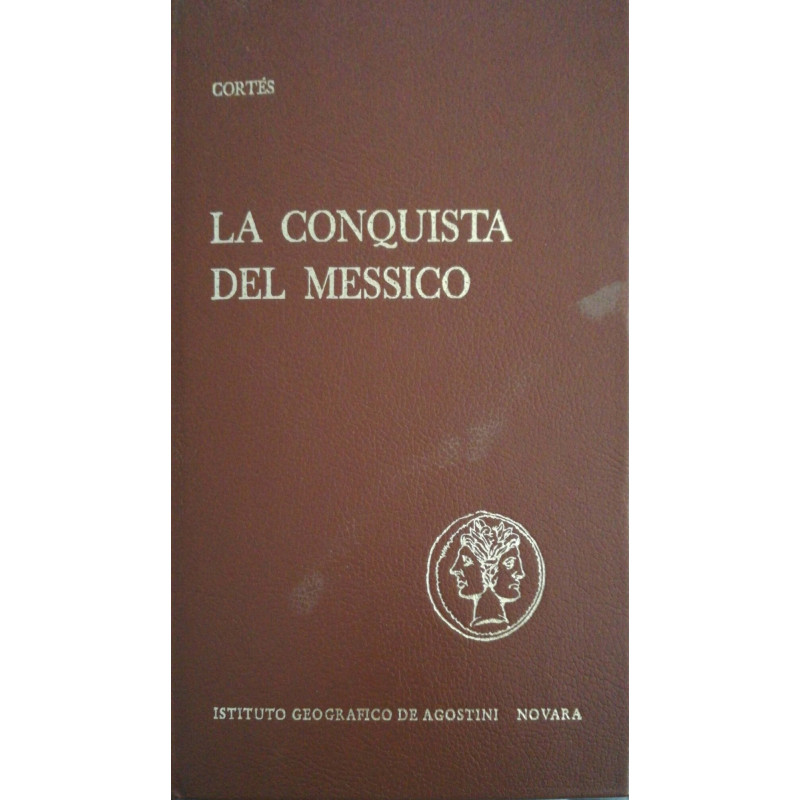 CORTÉS
LA CONQUISTA
DEL MESSICO
ISTITUTO GEOGRAFICO DE AGOSTINI NOVARA